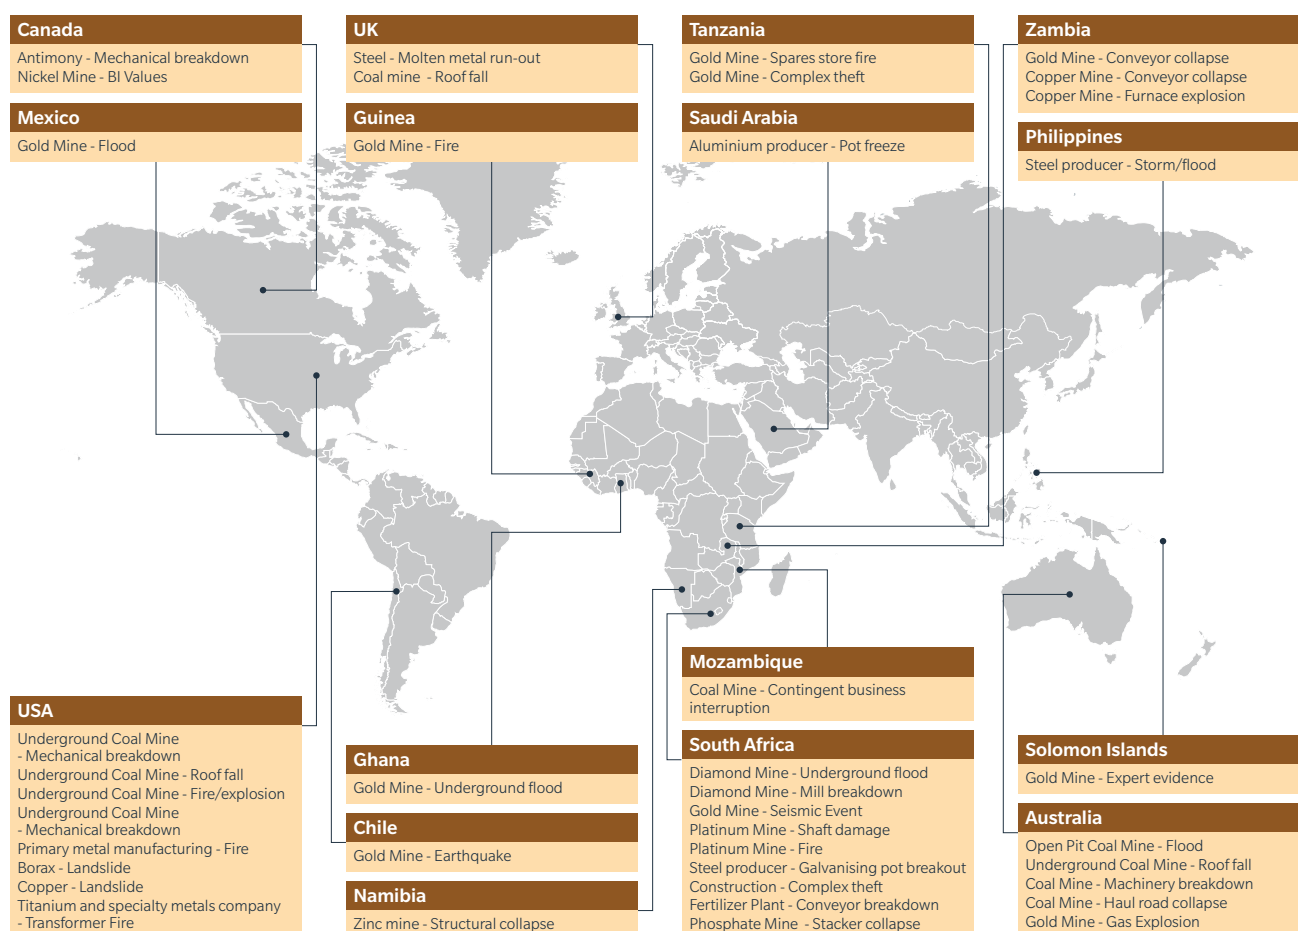 Canada
Antimony - Mechanical breakdown
Nickel Mine - BI Values
Mexico
Gold Mine - Flood
UK
Steel - Molten metal run-out
Coal mine - Roof fall
Guinea
Gold Mine - Fire
Tanzania
Gold Mine - Spares store fire
Gold Mine - Complex theft
Saudi Arabia
Aluminium producer - Pot freeze
Zambia
Gold Mine - Conveyor collapse
Copper Mine - Conveyor collapse
Copper Mine - Furnace explosion
Philippines
Steel producer - Storm/flood
USA
Underground Coal Mine
- Mechanical breakdown
Underground Coal Mine - Roof fall
Underground Coal Mine - Fire/explosion
Underground Coal Mine
- Mechanical breakdown
Primary metal manufacturing - Fire
Borax - Landslide
Copper - Landslide
Titanium and specialty metals company
- Transformer Fire
Ghana
Gold Mine - Underground flood
Chile
Gold Mine - Earthquake
Namibia
Zinc mine - Structural collapse
Mozambique
Coal Mine - Contingent business
interruption
South Africa
Diamond Mine - Underground flood
Diamond Mine - Mill breakdown
Gold Mine - Seismic Event
Platinum Mine - Shaft damage
Platinum Mine - Fire
Steel producer - Galvanising pot breakout
Construction - Complex theft
Fertilizer Plant - Conveyor breakdown
Phosphate Mine - Stacker collapse
Solomon Islands
Gold Mine - Expert evidence
Australia
Open Pit Coal Mine - Flood
Underground Coal Mine - Roof fall
Coal Mine - Machinery breakdown
Coal Mine - Haul road collapse
Gold Mine - Gas Explosion